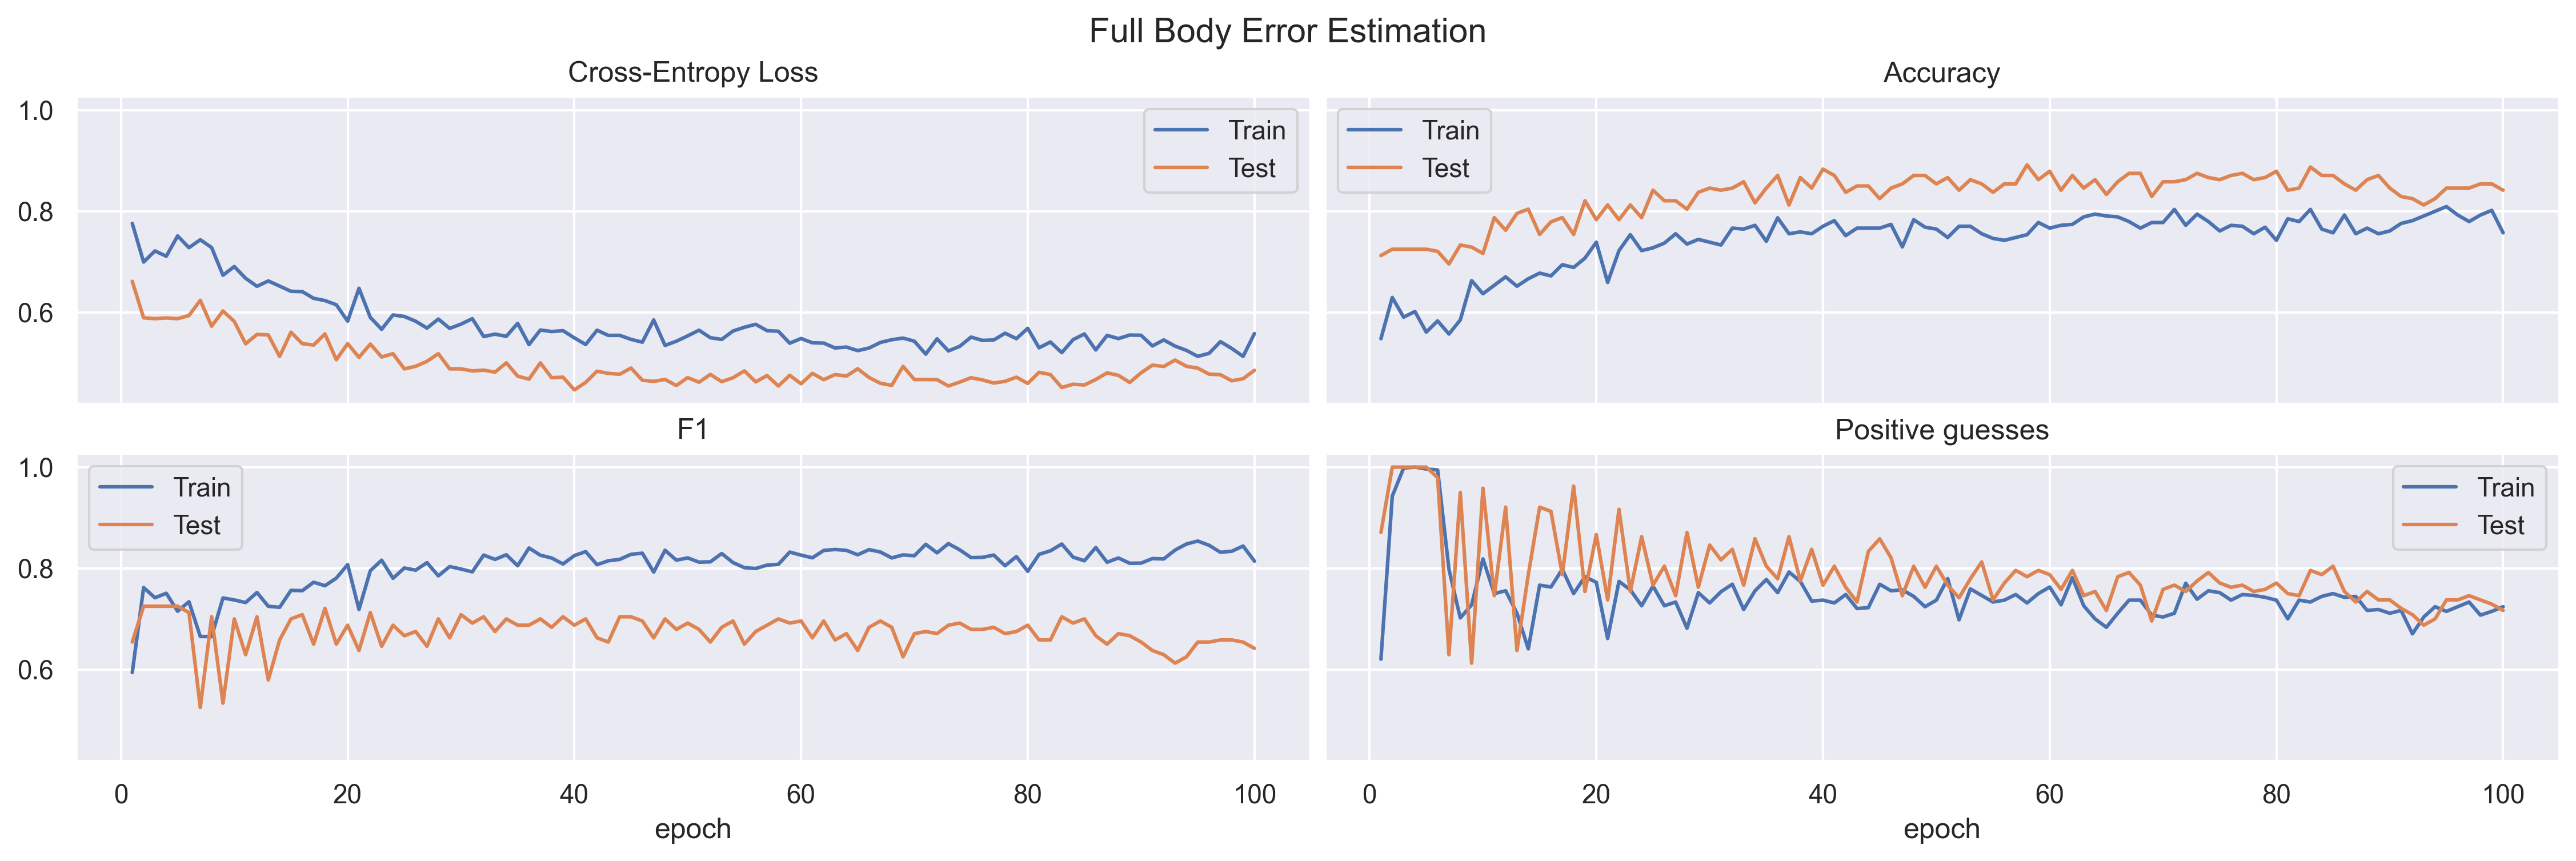 Full Body Error Estimation
Cross-Entropy Loss
1.0
0.8
0.6
Train
Test
Accuracy
Train
Test
F1
1.0
0.8
0.6
Train
Test
0 20 40 60 80 100
epoch
Positive guesses
Train
Test
0 20 40 60 80 100
epoch